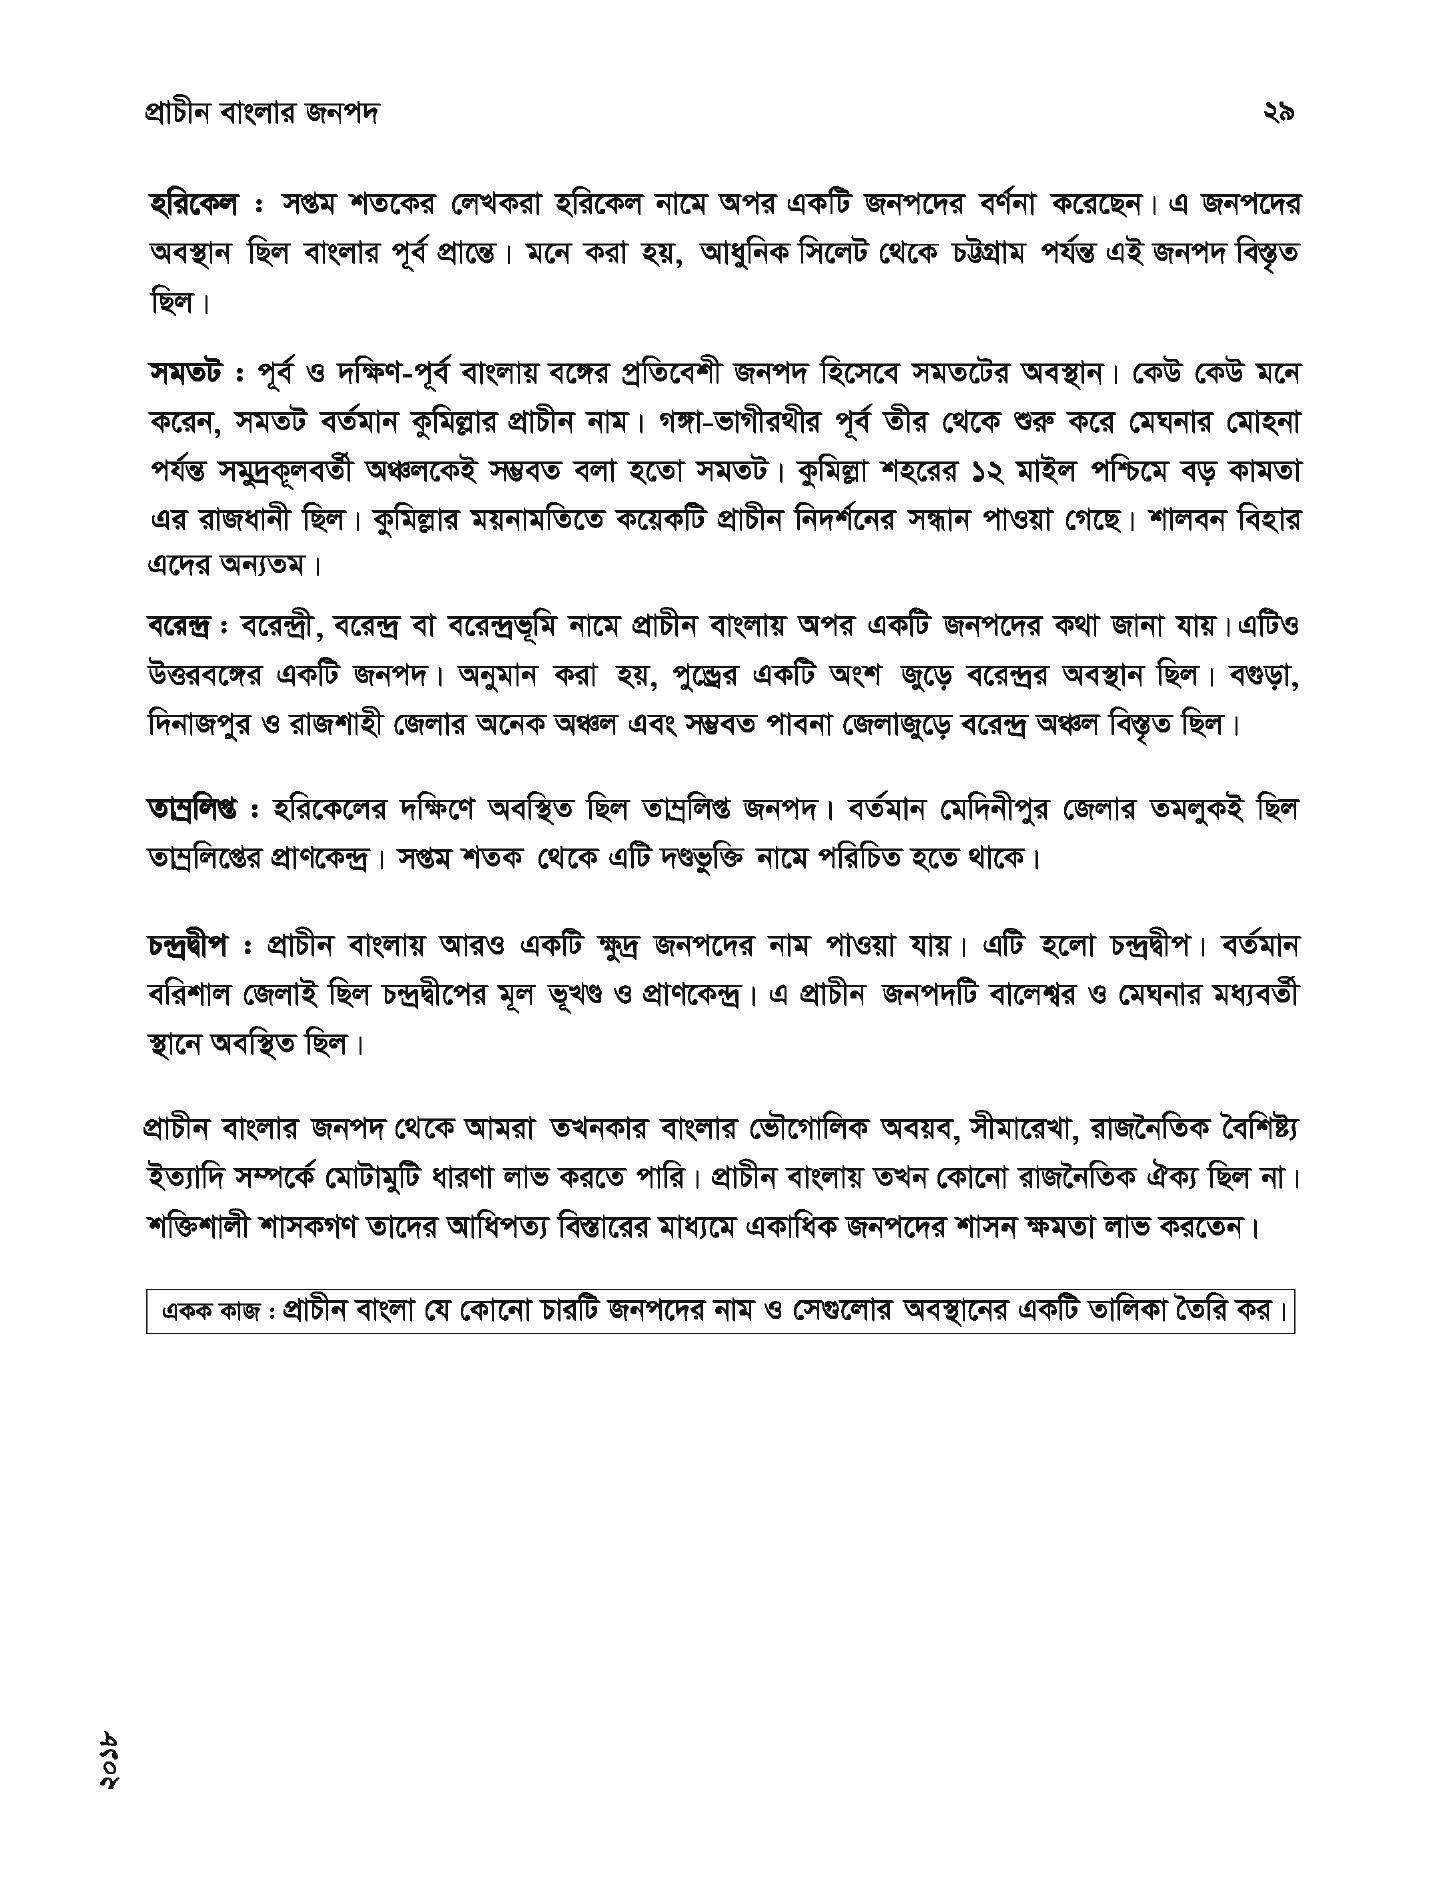 প্রাচীন বাংলার জনপদ ২৯
হরিকেল : সপ্তম শতকের লেখকরা হরিকেল নামে অপর একটি জনপদের বর্ণনা করেছেন। এ জনপদের
অবস্থান ছিল বাংলার পূর্ব প্রান্তে। মনে করা হয়, আধুনিক সিলেট থেকে চট্টগ্রাম পর্যন্ত এই জনপদ বিস্তৃত
ছিল।
সমতট : পূর্ব ও দক্ষিণ-পূর্ব বাংলায় বঙ্গের প্রতিবেশী জনপদ হিসেবে সমতটের অবস্থান। কেউ কেউ মনে
করেন, সমতট বর্তমান কুমিল্লার প্রাচীন নাম। গঙ্গা-ভাগীরথীর পূর্ব তীর থেকে শুরু করে মেঘনার মোহনা
পর্যন্ত সমুদ্রকূলবর্তী অঞ্চলকেই সম্ভবত বলা হতো সমতট। কুমিল্লা শহরের ১২ মাইল পশ্চিমে বড় কামতা
এর রাজধানী ছিল। কুমিল্লার ময়নামতিতে কয়েকটি প্রাচীন নিদর্শনের সন্ধান পাওয়া গেছে। শালবন বিহার
এদের অন্যতম।
বরেন্দ্র : বরেন্দ্রী, বরেন্দ্র বা বরেন্দ্রভূমি নামে প্রাচীন বাংলায় অপর একটি জনপদের কথা জানা যায়। এটিও
উত্তরবঙ্গের একটি জনপদ। অনুমান করা হয়, পুন্ড্রের একটি অংশ জুড়ে বরেন্দ্রর অবস্থান ছিল। বগুড়া,
দিনাজপুর ও রাজশাহী জেলার অনেক অঞ্চল এবং সম্ভবত পাবনা জেলাজুড়ে বরেন্দ্র অঞ্চল বিস্তৃত ছিল।
তাম্রলিপ্ত : হরিকেলের দক্ষিণে অবস্থিত ছিল তাম্রলিপ্ত জনপদ। বর্তমান মেদিনীপুর জেলার তমলুকই ছিল
তাম্রলিপ্তের প্রাণকেন্দ্র। সপ্তম শতক থেকে এটি দণ্ডভুক্তি নামে পরিচিত হতে থাকে।
চন্দ্রদ্বীপ : প্রাচীন বাংলায় আরও একটি ক্ষুদ্র জনপদের নাম পাওয়া যায়। এটি হলো চন্দ্রদ্বীপ। বর্তমান
বরিশাল জেলাই ছিল চন্দ্রদ্বীপের মূল ভূখণ্ড ও প্রাণকেন্দ্র। এ প্রাচীন জনপদটি বালেশ্বর ও মেঘনার মধ্যবর্তী
স্থানে অবস্থিত ছিল।
প্রাচীন বাংলার জনপদ থেকে আমরা তখনকার বাংলার ভৌগোলিক অবয়ব, সীমারেখা, রাজনৈতিক বৈশিষ্ট্য
ইত্যাদি সম্পর্কে মোটামুটি ধারণা লাভ করতে পারি। প্রাচীন বাংলায় তখন কোনো রাজনৈতিক ঐক্য ছিল না।
শক্তিশালী শাসকগণ তাদের আধিপত্য বিস্তারের মাধ্যমে একাধিক জনপদের শাসন ক্ষমতা লাভ করতেন।
একক কাজ : প্রাচীন বাংলা যে কোনো চারটি জনপদের নাম ও সেগুলোর অবস্থানের একটি তালিকা তৈরি কর।
২০১৮